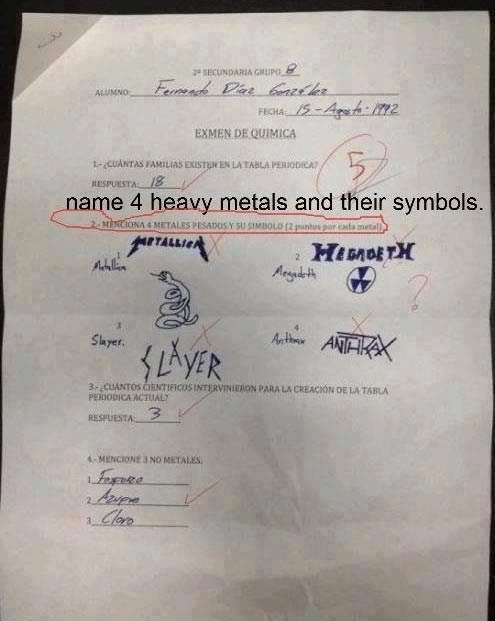 2º SECUNDARIA GRUPO B
ALUMNO: Fernando Díaz González
FECHA: 15-Agosto-1992
EXMEN DE QUIMICA
1.- ¿CUÁNTAS FAMILIAS EXISTEN EN LA TABLA PERIODICA?
5
RESPUESTA: 18
name 4 heavy metals and their symbols.
2.- MENCIONA 4 METALES PESADOS Y SU SIMBOLO (2 puntos por cada metal)
METALLICA
1
Metallica
2 MEGADETH
Megadeth
?
3
Slayer.
SLAYER
4
Anthrax
ANTHRAX
3.- ¿CUÁNTOS CIENTIFICOS INTERVINIERON PARA LA CREACIÓN DE LA TABLA
PERIODICA ACTUAL?
RESPUESTA: 3
4.- MENCIONE 3 NO METALES.
1
2 Azufre
3 Cloro